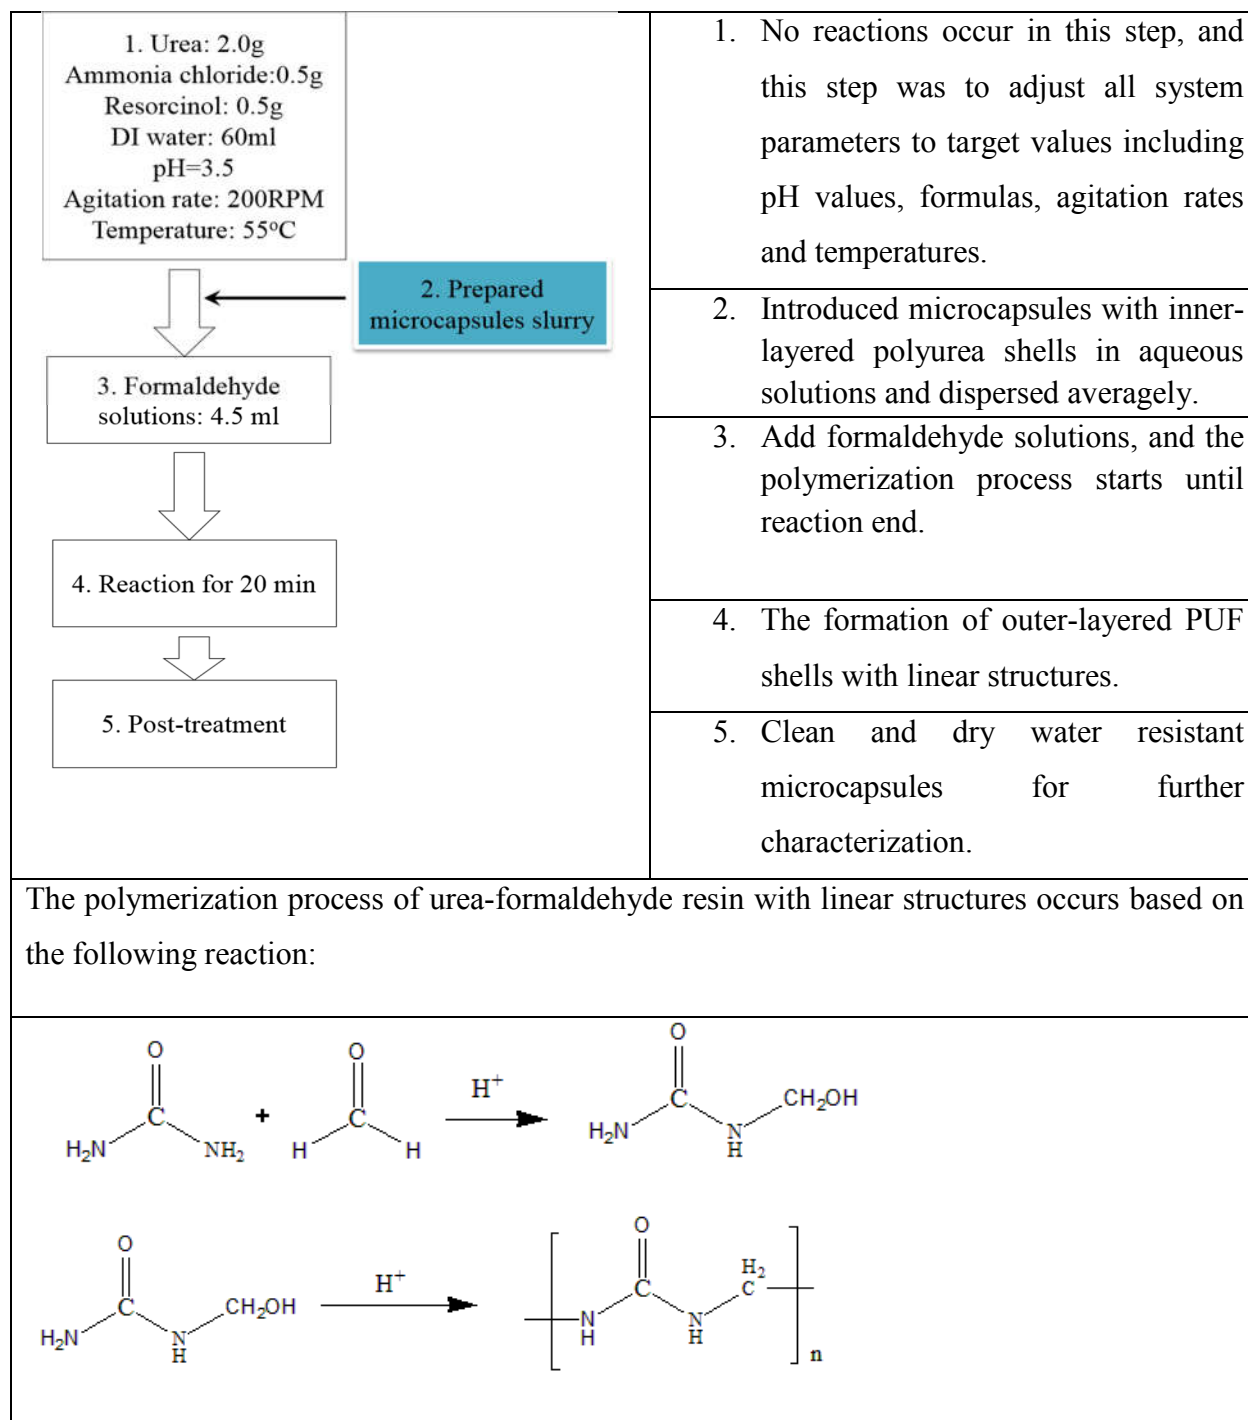 1. Urea: 2.0g
Ammonia chloride:0.5g
Resorcinol: 0.5g
DI water: 60ml
pH=3.5
Agitation rate: 200RPM
Temperature: 55°C
2. Prepared
microcapsules slurry
3. Formaldehyde
solutions: 4.5 ml
4. Reaction for 20 min
5. Post-treatment
1. No reactions occur in this step, and
this step was to adjust all system
parameters to target values including
pH values, formulas, agitation rates
and temperatures.
2. Introduced microcapsules with inner-
layered polyurea shells in aqueous
solutions and dispersed averagely.
3. Add formaldehyde solutions, and the
polymerization process starts until
reaction end.
4. The formation of outer-layered PUF
shells with linear structures.
5. Clean and dry water resistant
microcapsules for further
characterization.
The polymerization process of urea-formaldehyde resin with linear structures occurs based on
the following reaction:
O O O
C + C H⁺ C CH₂OH
H₂N NH₂ H H H₂N N
H
O O
C CH₂OH H⁺ C H₂
C
H₂N N N N
H H H n